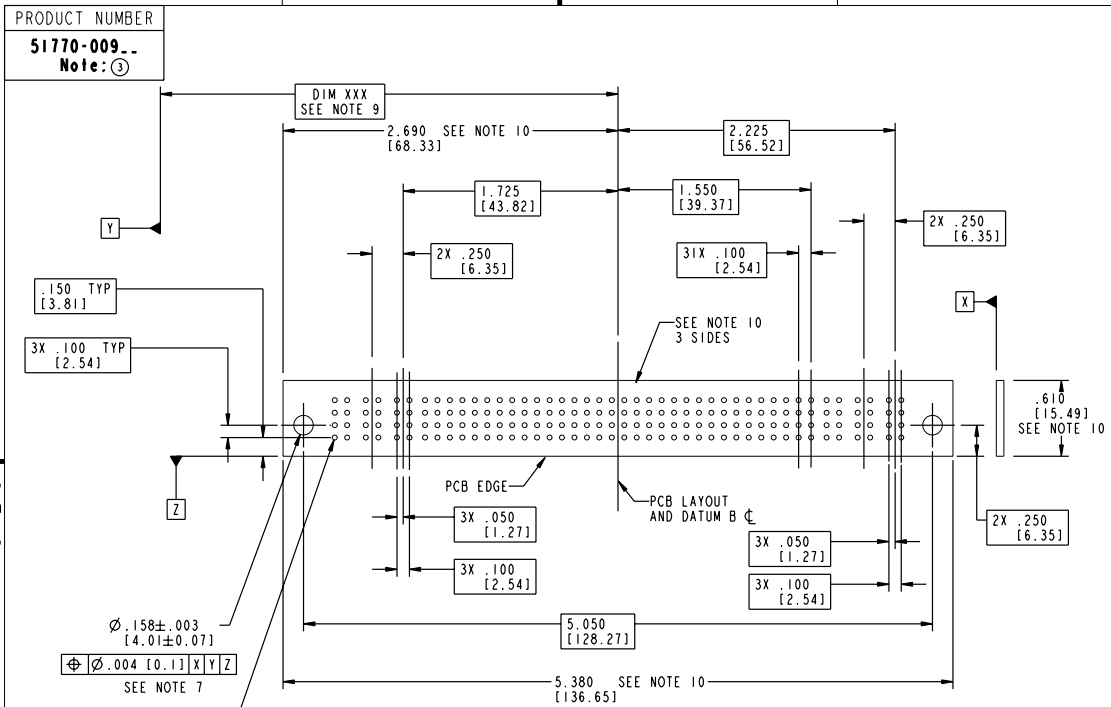 PRODUCT NUMBER
51770-009__
Note: ③
DIM XXX
SEE NOTE 9
2.690 SEE NOTE 10
[68.33]
2.225
[56.52]
1.725
[43.82]
1.550
[39.37]
Y
2X .250
[6.35]
31X .100
[2.54]
2X .250
[6.35]
.150 TYP
[3.81]
X
3X .100 TYP
[2.54]
SEE NOTE 10
3 SIDES
.610
[15.49]
SEE NOTE 10
Z
PCB EDGE
PCB LAYOUT
AND DATUM B ℄
3X .050
[1.27]
2X .250
[6.35]
3X .050
[1.27]
3X .100
[2.54]
3X .100
[2.54]
Ø.158±.003
[4.01±0.07]
⌖ Ø.004 [0.1] X Y Z
SEE NOTE 7
5.050
[128.27]
5.380 SEE NOTE 10
[136.65]